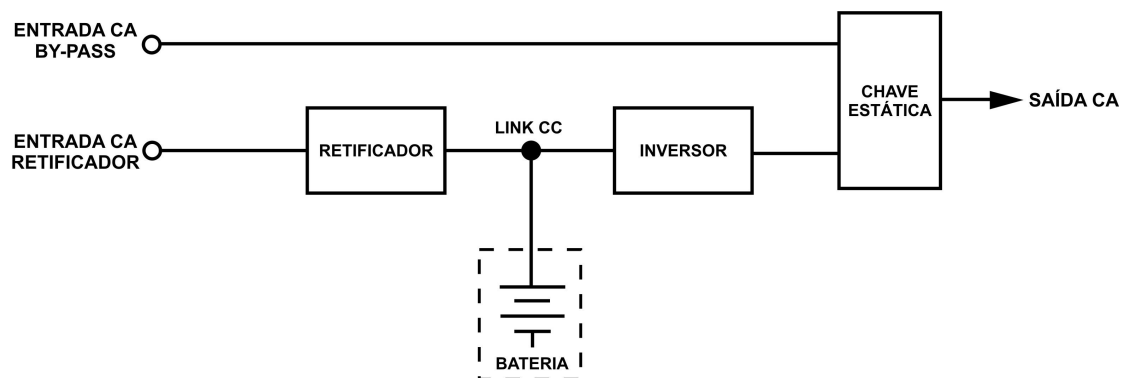 ENTRADA CA
BY-PASS
CHAVE
ESTÁTICA
SAÍDA CA
ENTRADA CA
RETIFICADOR
RETIFICADOR
LINK CC
INVERSOR
BATERIA